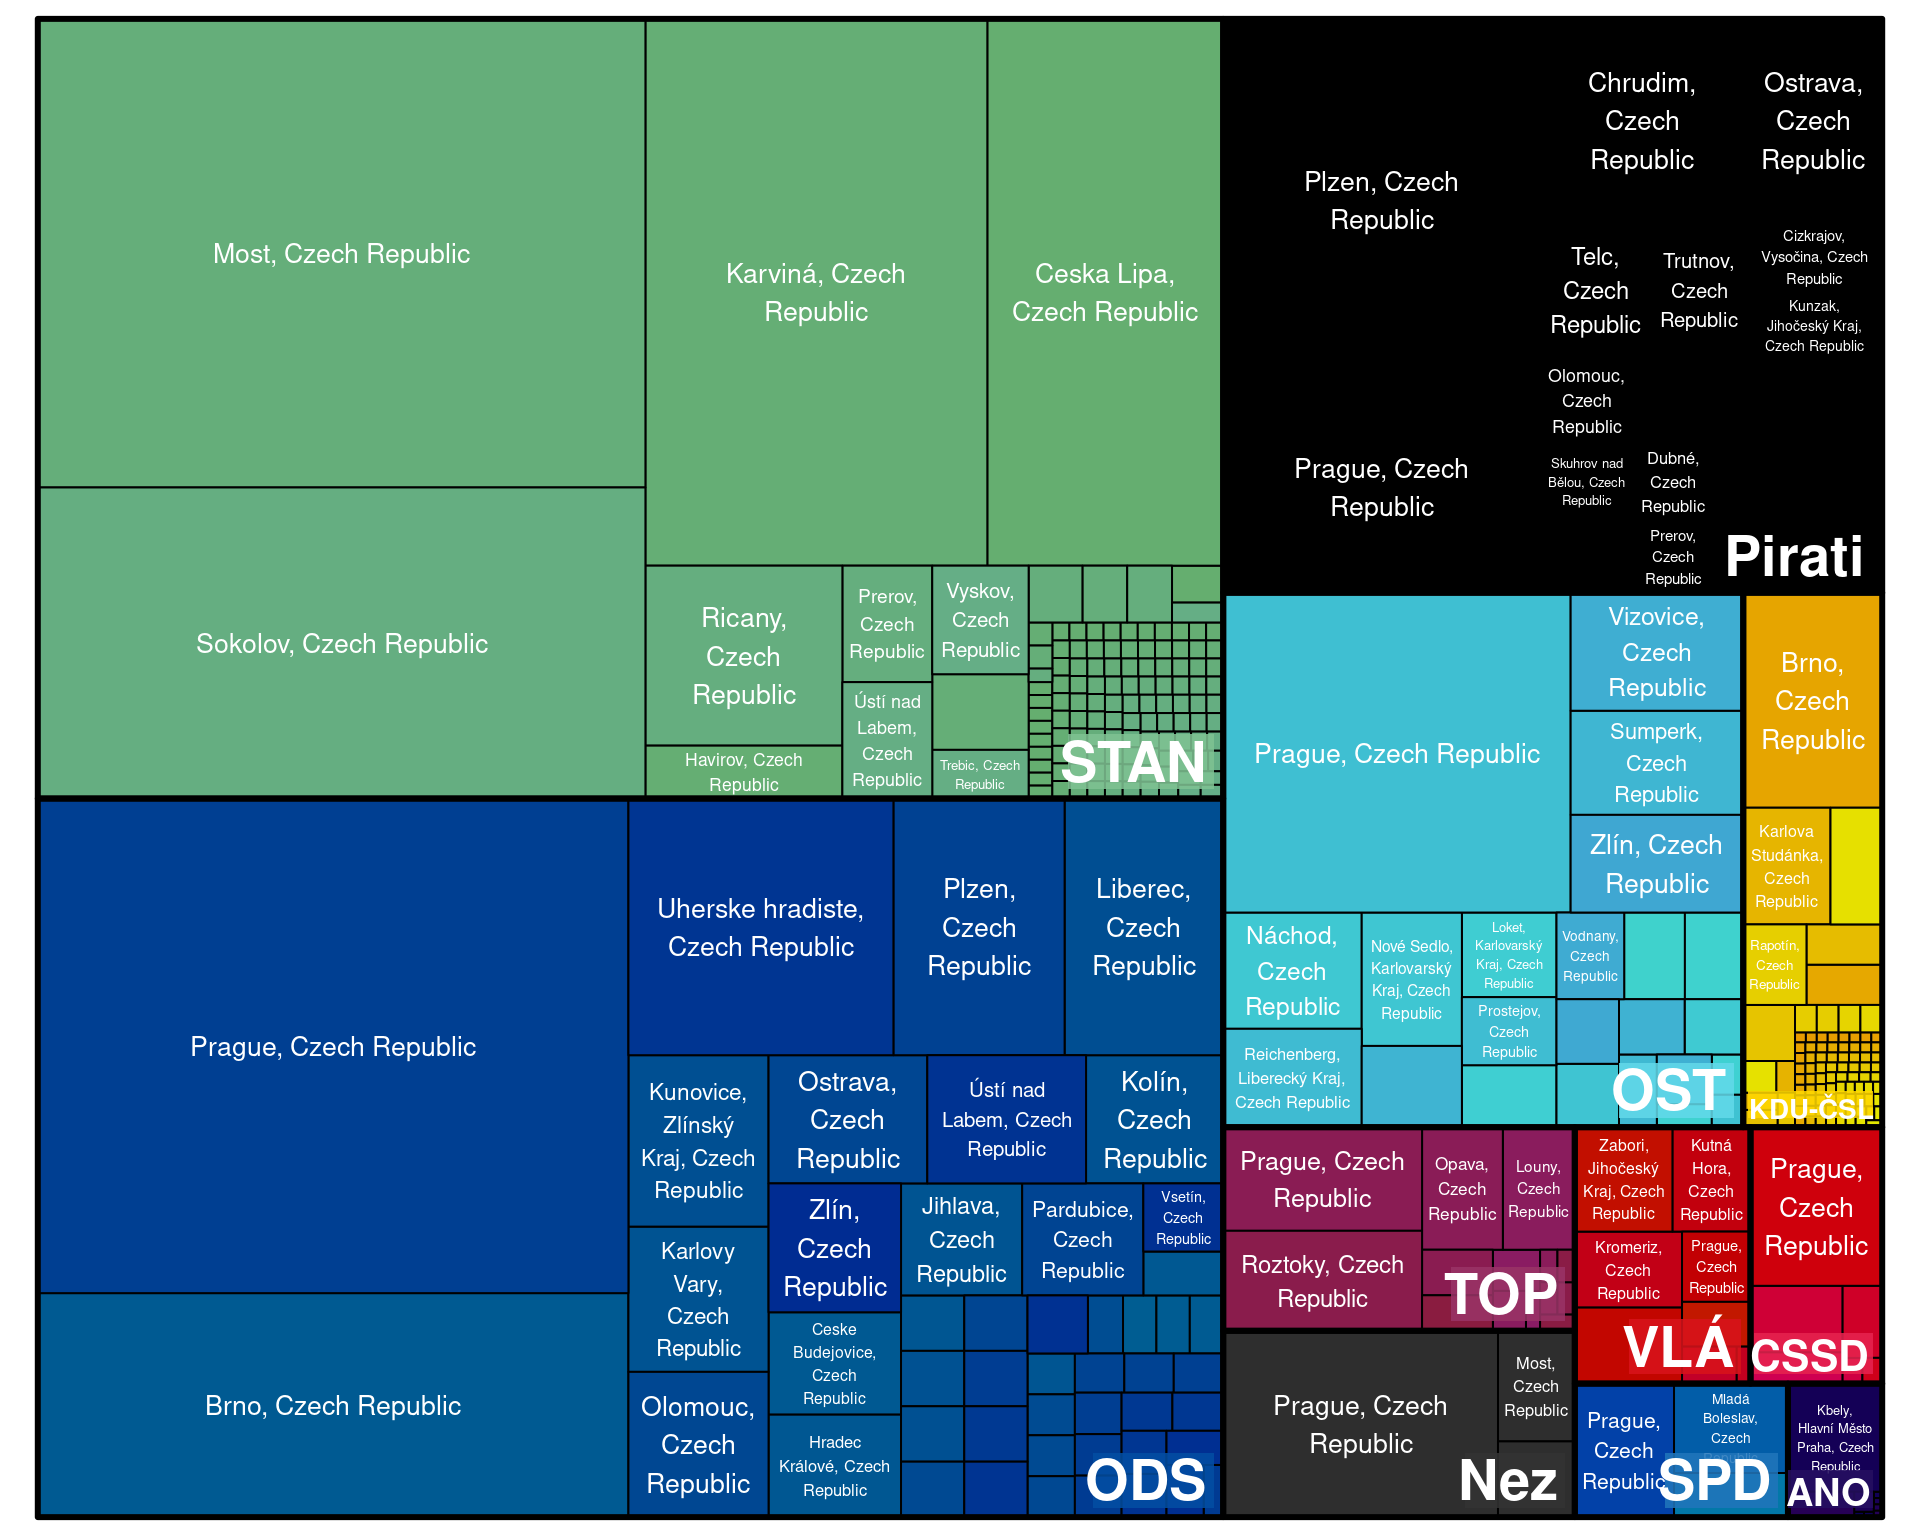 Most, Czech Republic
Sokolov, Czech Republic
Karviná, Czech
Republic
Ceska Lipa,
Czech Republic
Ricany,
Czech
Republic
Havirov, Czech
Republic
Prerov,
Czech
Republic
Ústí nad
Labem,
Czech
Republic
Vyskov,
Czech
Republic
Trebic, Czech
Republic
STAN
Prague, Czech Republic
Brno, Czech Republic
Uherske hradiste,
Czech Republic
Plzen,
Czech
Republic
Liberec,
Czech
Republic
Kunovice,
Zlínský
Kraj, Czech
Republic
Karlovy
Vary,
Czech
Republic
Olomouc,
Czech
Republic
Ostrava,
Czech
Republic
Ústí nad
Labem, Czech
Republic
Kolín,
Czech
Republic
Zlín,
Czech
Republic
Jihlava,
Czech
Republic
Pardubice,
Czech
Republic
Vsetín,
Czech
Republic
Ceske
Budejovice,
Czech
Republic
Hradec
Králové, Czech
Republic
ODS
Plzen, Czech
Republic
Prague, Czech
Republic
Chrudim,
Czech
Republic
Ostrava,
Czech
Republic
Telc,
Czech
Republic
Trutnov,
Czech
Republic
Cizkrajov,
Vysočina, Czech
Republic
Kunzak,
Jihočeský Kraj,
Czech Republic
Olomouc,
Czech
Republic
Skuhrov nad
Bělou, Czech
Republic
Dubné,
Czech
Republic
Prerov,
Czech
Republic
Pirati
Prague, Czech Republic
Vizovice,
Czech
Republic
Sumperk,
Czech
Republic
Zlín, Czech
Republic
Náchod,
Czech
Republic
Reichenberg,
Liberecký Kraj,
Czech Republic
Nové Sedlo,
Karlovarský
Kraj, Czech
Republic
Loket,
Karlovarský
Kraj, Czech
Republic
Prostejov,
Czech
Republic
Vodnany,
Czech
Republic
OST
Brno,
Czech
Republic
Karlova
Studánka,
Czech
Republic
Rapotín,
Czech
Republic
KDU-ČSL
Prague, Czech
Republic
Roztoky, Czech
Republic
Opava,
Czech
Republic
Louny,
Czech
Republic
TOP
Zabori,
Jihočeský
Kraj, Czech
Republic
Kutná
Hora,
Czech
Republic
Kromeriz,
Czech
Republic
Prague,
Czech
Republic
VLÁ
Prague,
Czech
Republic
CSSD
Prague, Czech
Republic
Most,
Czech
Republic
Nez
Prague,
Czech
Republic
Mladá
Boleslav,
Czech
Republic
SPD
Kbely,
Hlavní Město
Praha, Czech
Republic
ANO